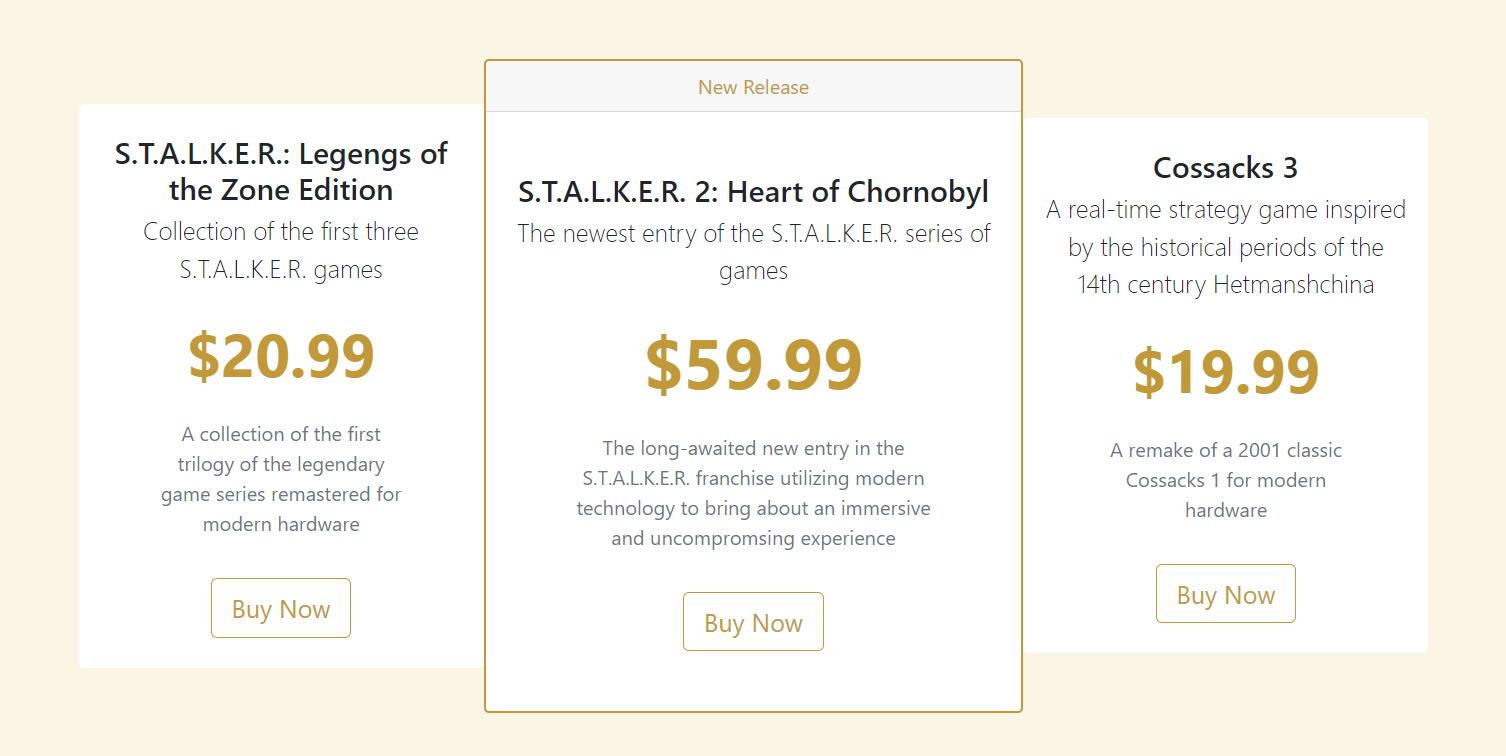 S.T.A.L.K.E.R.: Legengs of
the Zone Edition
Collection of the first three
S.T.A.L.K.E.R. games
$20.99
A collection of the first
trilogy of the legendary
game series remastered for
modern hardware
Buy Now
New Release
S.T.A.L.K.E.R. 2: Heart of Chornobyl
The newest entry of the S.T.A.L.K.E.R. series of
games
$59.99
The long-awaited new entry in the
S.T.A.L.K.E.R. franchise utilizing modern
technology to bring about an immersive
and uncompromsing experience
Buy Now
Cossacks 3
A real-time strategy game inspired
by the historical periods of the
14th century Hetmanshchina
$19.99
A remake of a 2001 classic
Cossacks 1 for modern
hardware
Buy Now